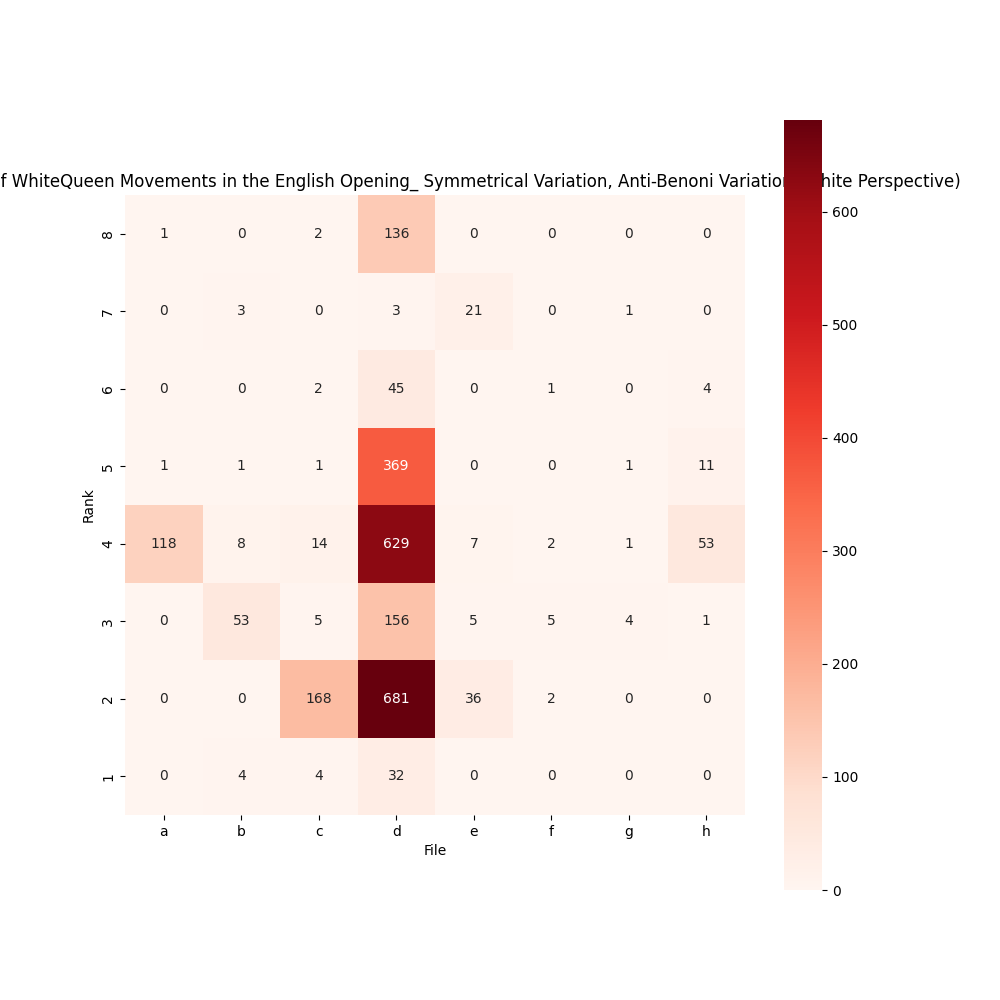 f WhiteQueen Movements in the English Opening_ Symmetrical Variation, Anti-Benoni Variation hite Perspective)
600
8 1 0 2 136 0 0 0 0
7 0 3 0 3 21 0 1 0
500
6 0 0 2 45 0 1 0 4
400
5 1 1 1 369 0 0 1 11
Rank
4 118 8 14 629 7 2 1 53
300
3 0 53 5 156 5 5 4 1
200
2 0 0 168 681 36 2 0 0
100
1 0 4 4 32 0 0 0 0
a b c d e f g h
File
0